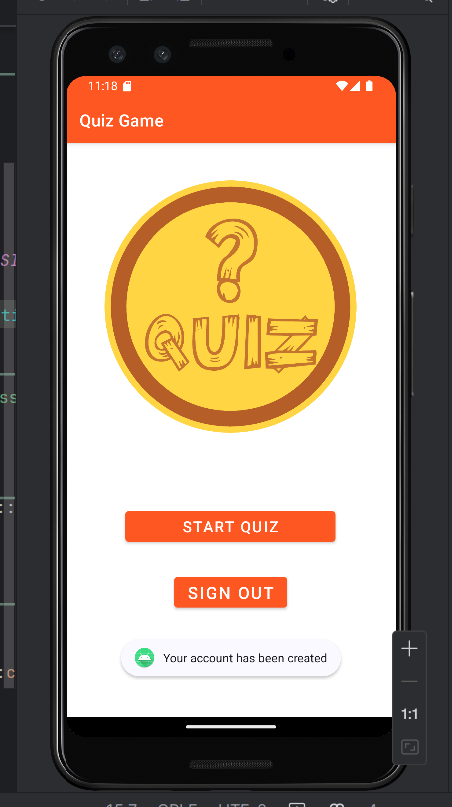 11:18
Quiz Game
?
QUIZ
START QUIZ
SIGN OUT
Your account has been created
1:1